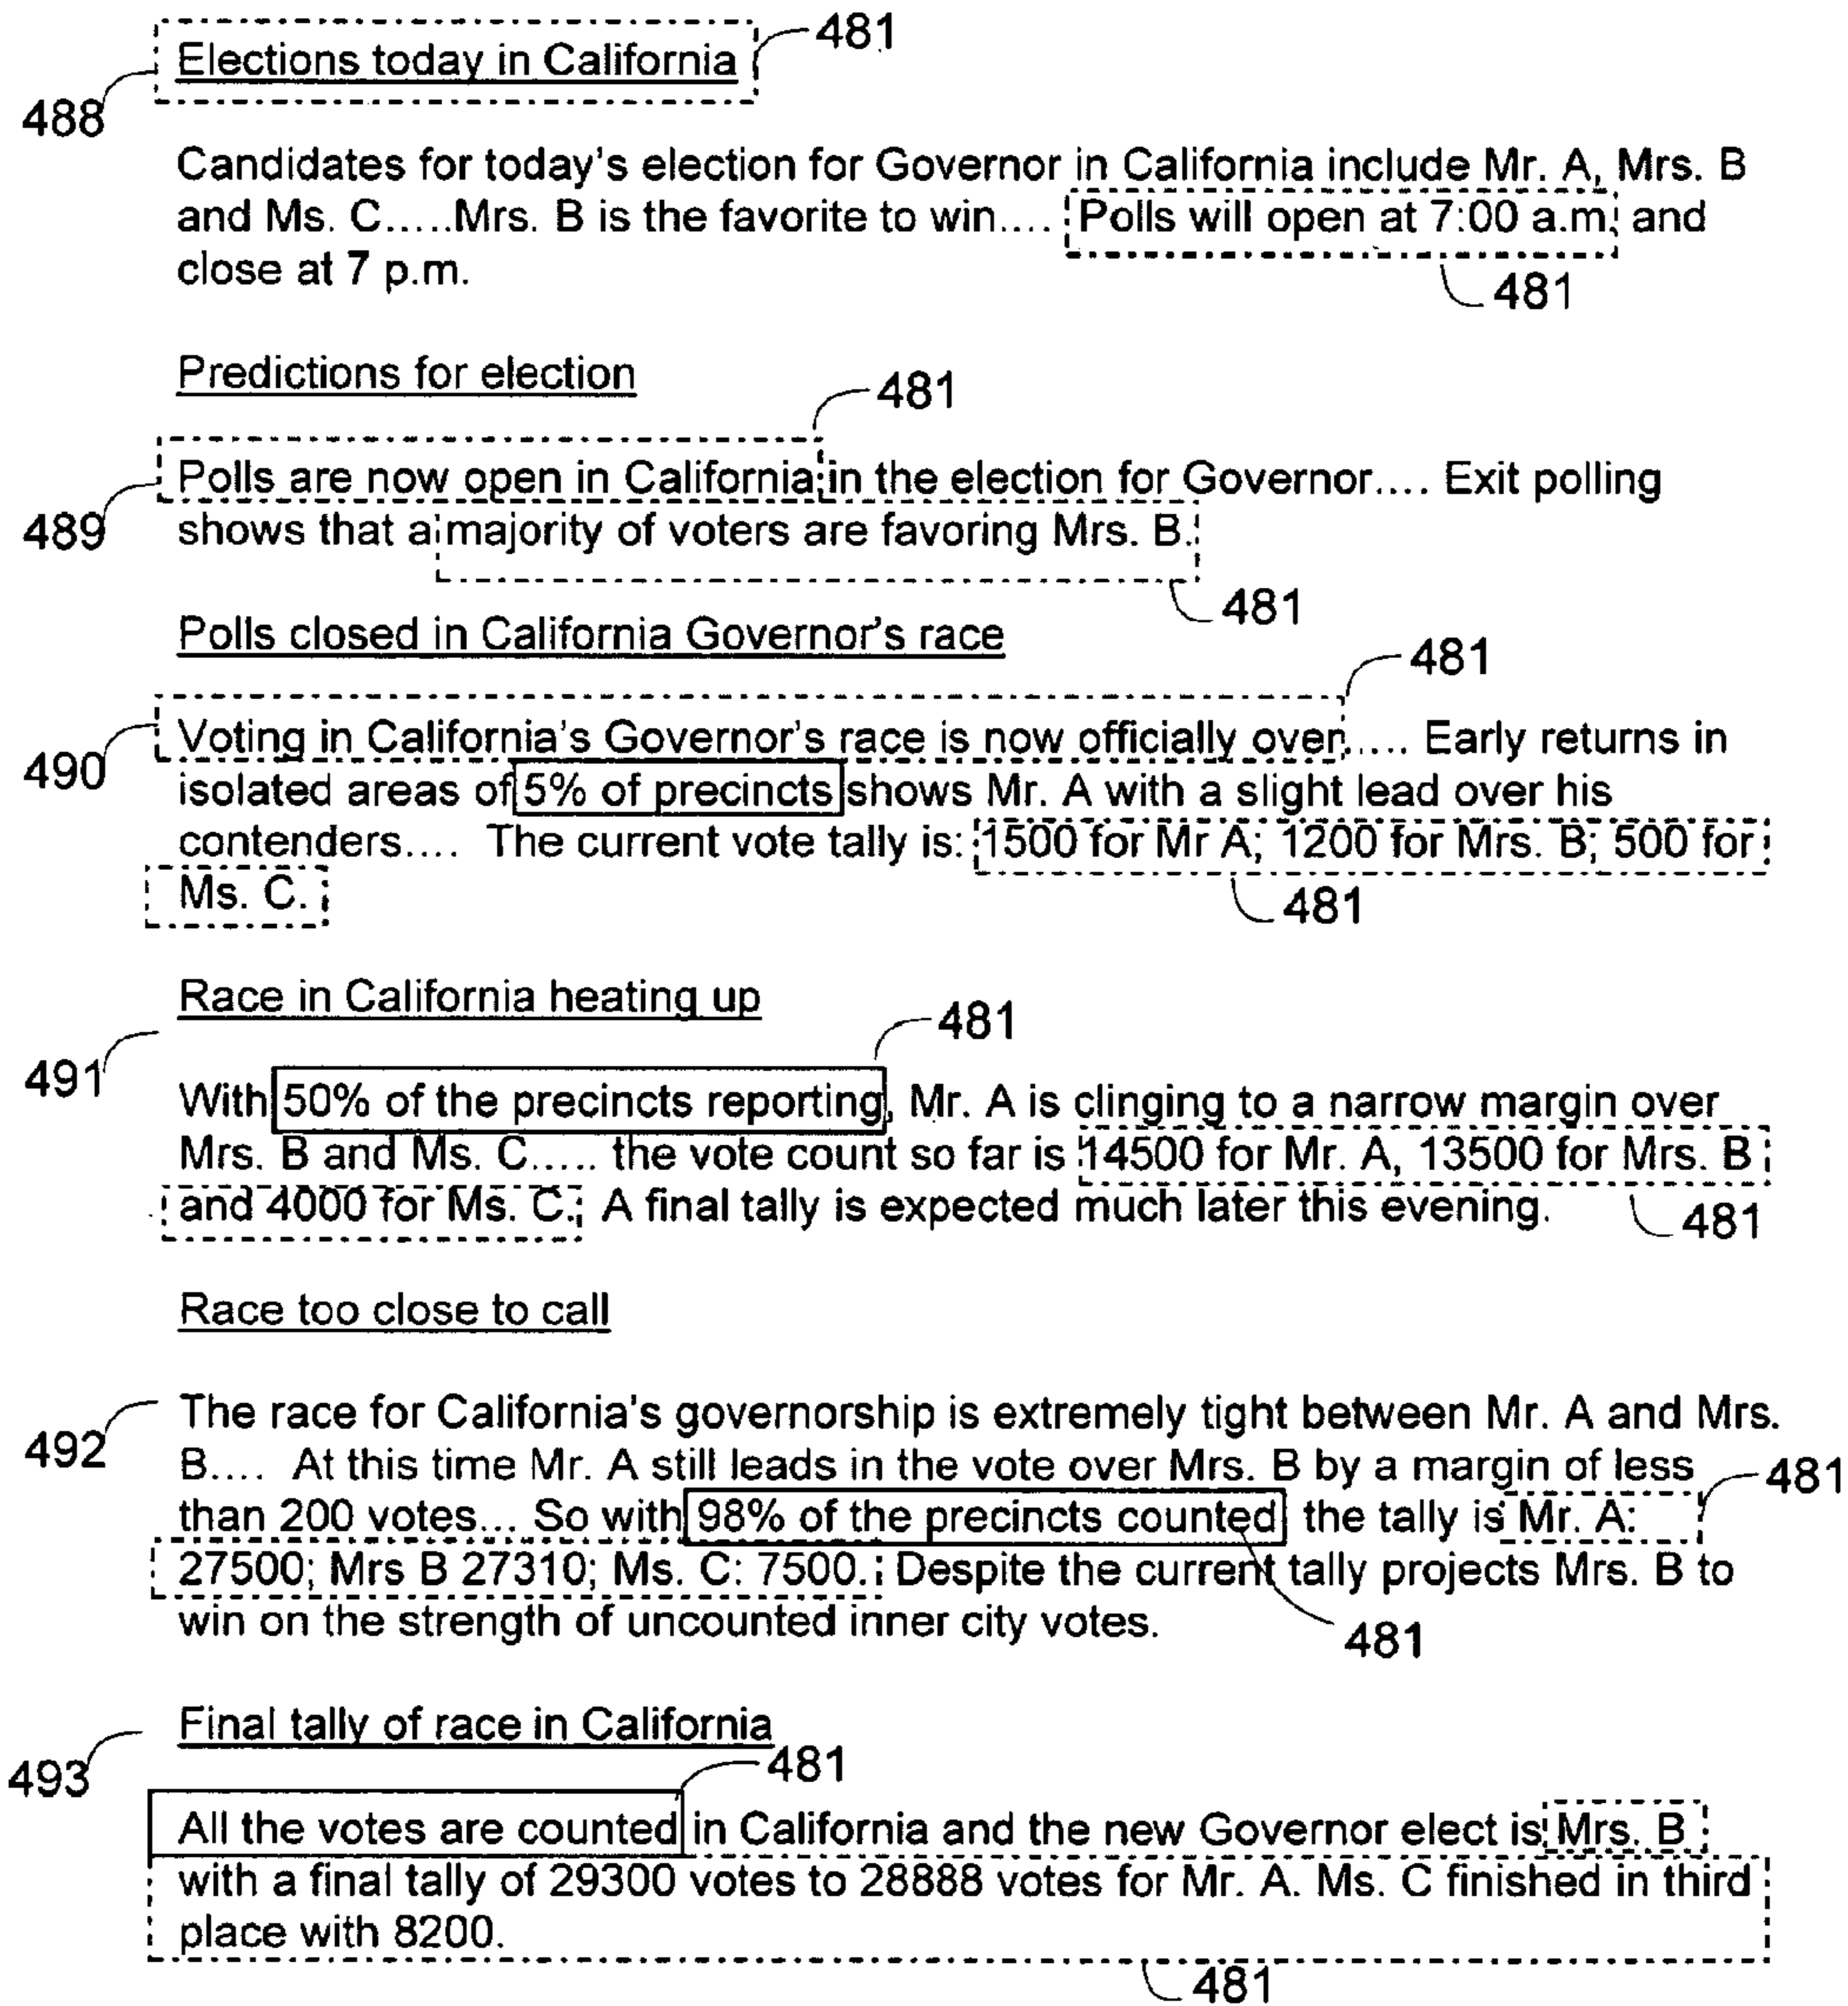 481
Elections today in California
488
Candidates for today's election for Governor in California include Mr. A, Mrs. B
and Ms. C.....Mrs. B is the favorite to win.... Polls will open at 7:00 a.m. and
close at 7 p.m.
481
Predictions for election
481
Polls are now open in California in the election for Governor.... Exit polling
489
shows that a majority of voters are favoring Mrs. B.
481
Polls closed in California Governor's race
481
Voting in California's Governor's race is now officially over..... Early returns in
490
isolated areas of 5% of precincts shows Mr. A with a slight lead over his
contenders.... The current vote tally is: 1500 for Mr A; 1200 for Mrs. B; 500 for
Ms. C.
481
Race in California heating up
481
491
With 50% of the precincts reporting, Mr. A is clinging to a narrow margin over
Mrs. B and Ms. C..... the vote count so far is 14500 for Mr. A, 13500 for Mrs. B
and 4000 for Ms. C. A final tally is expected much later this evening.
481
Race too close to call
The race for California's governorship is extremely tight between Mr. A and Mrs.
492
B.... At this time Mr. A still leads in the vote over Mrs. B by a margin of less
481
than 200 votes... So with 98% of the precincts counted the tally is Mr. A:
27500; Mrs B 27310; Ms. C: 7500. Despite the current tally projects Mrs. B to
win on the strength of uncounted inner city votes.
481
Final tally of race in California
493
481
All the votes are counted in California and the new Governor elect is Mrs. B
with a final tally of 29300 votes to 28888 votes for Mr. A. Ms. C finished in third
place with 8200.
481